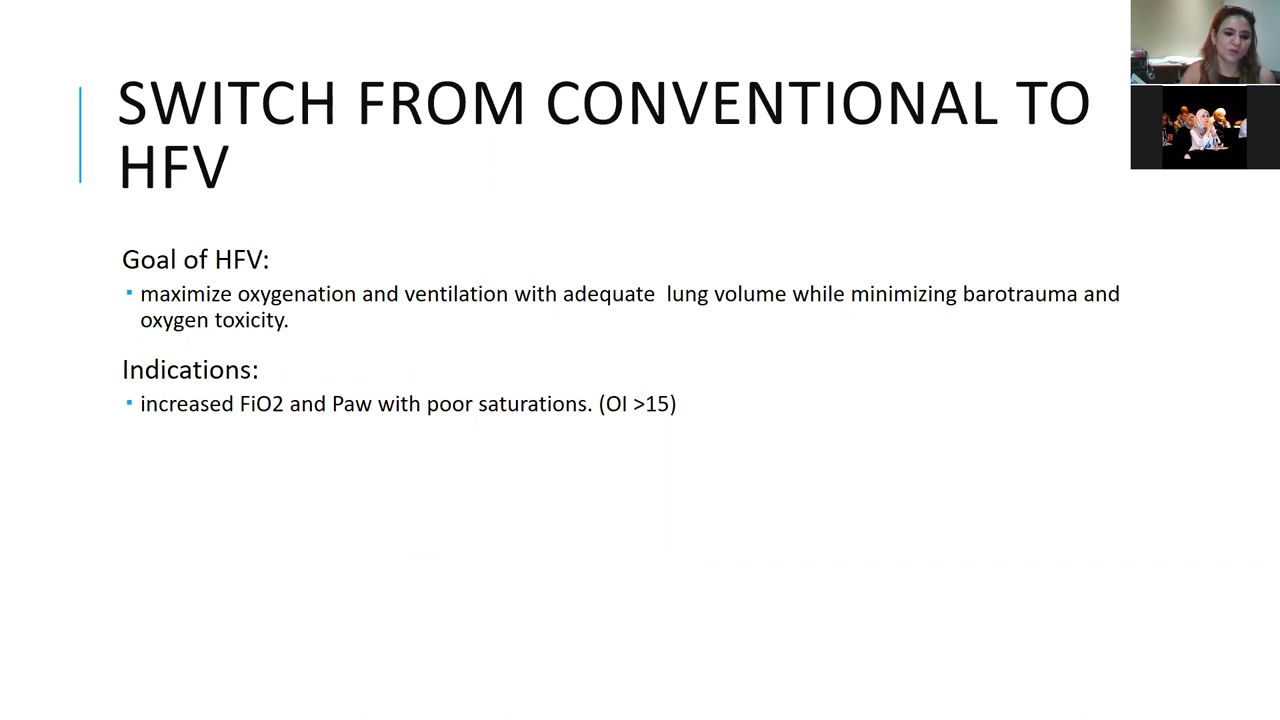 SWITCH FROM CONVENTIONAL TO
HFV
Goal of HFV:
▪ maximize oxygenation and ventilation with adequate  lung volume while minimizing barotrauma and
oxygen toxicity.
Indications:
▪ increased FiO2 and Paw with poor saturations. (OI >15)